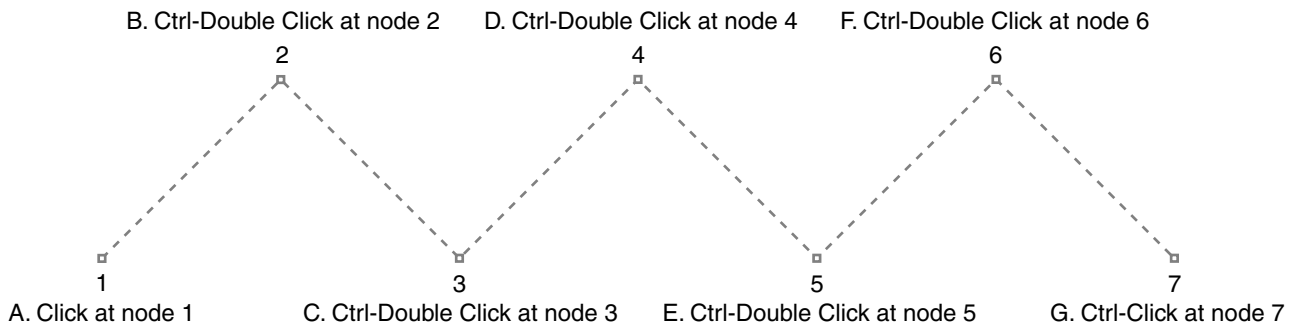 B. Ctrl-Double Click at node 2
D. Ctrl-Double Click at node 4
F. Ctrl-Double Click at node 6
2
4
6
1
3
5
7
A. Click at node 1
C. Ctrl-Double Click at node 3
E. Ctrl-Double Click at node 5
G. Ctrl-Click at node 7